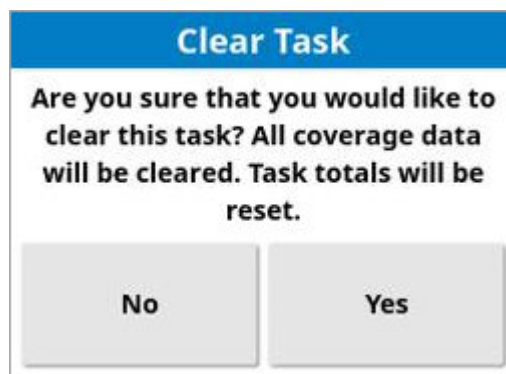 Clear Task
Are you sure that you would like to
clear this task? All coverage data
will be cleared. Task totals will be
reset.
No
Yes